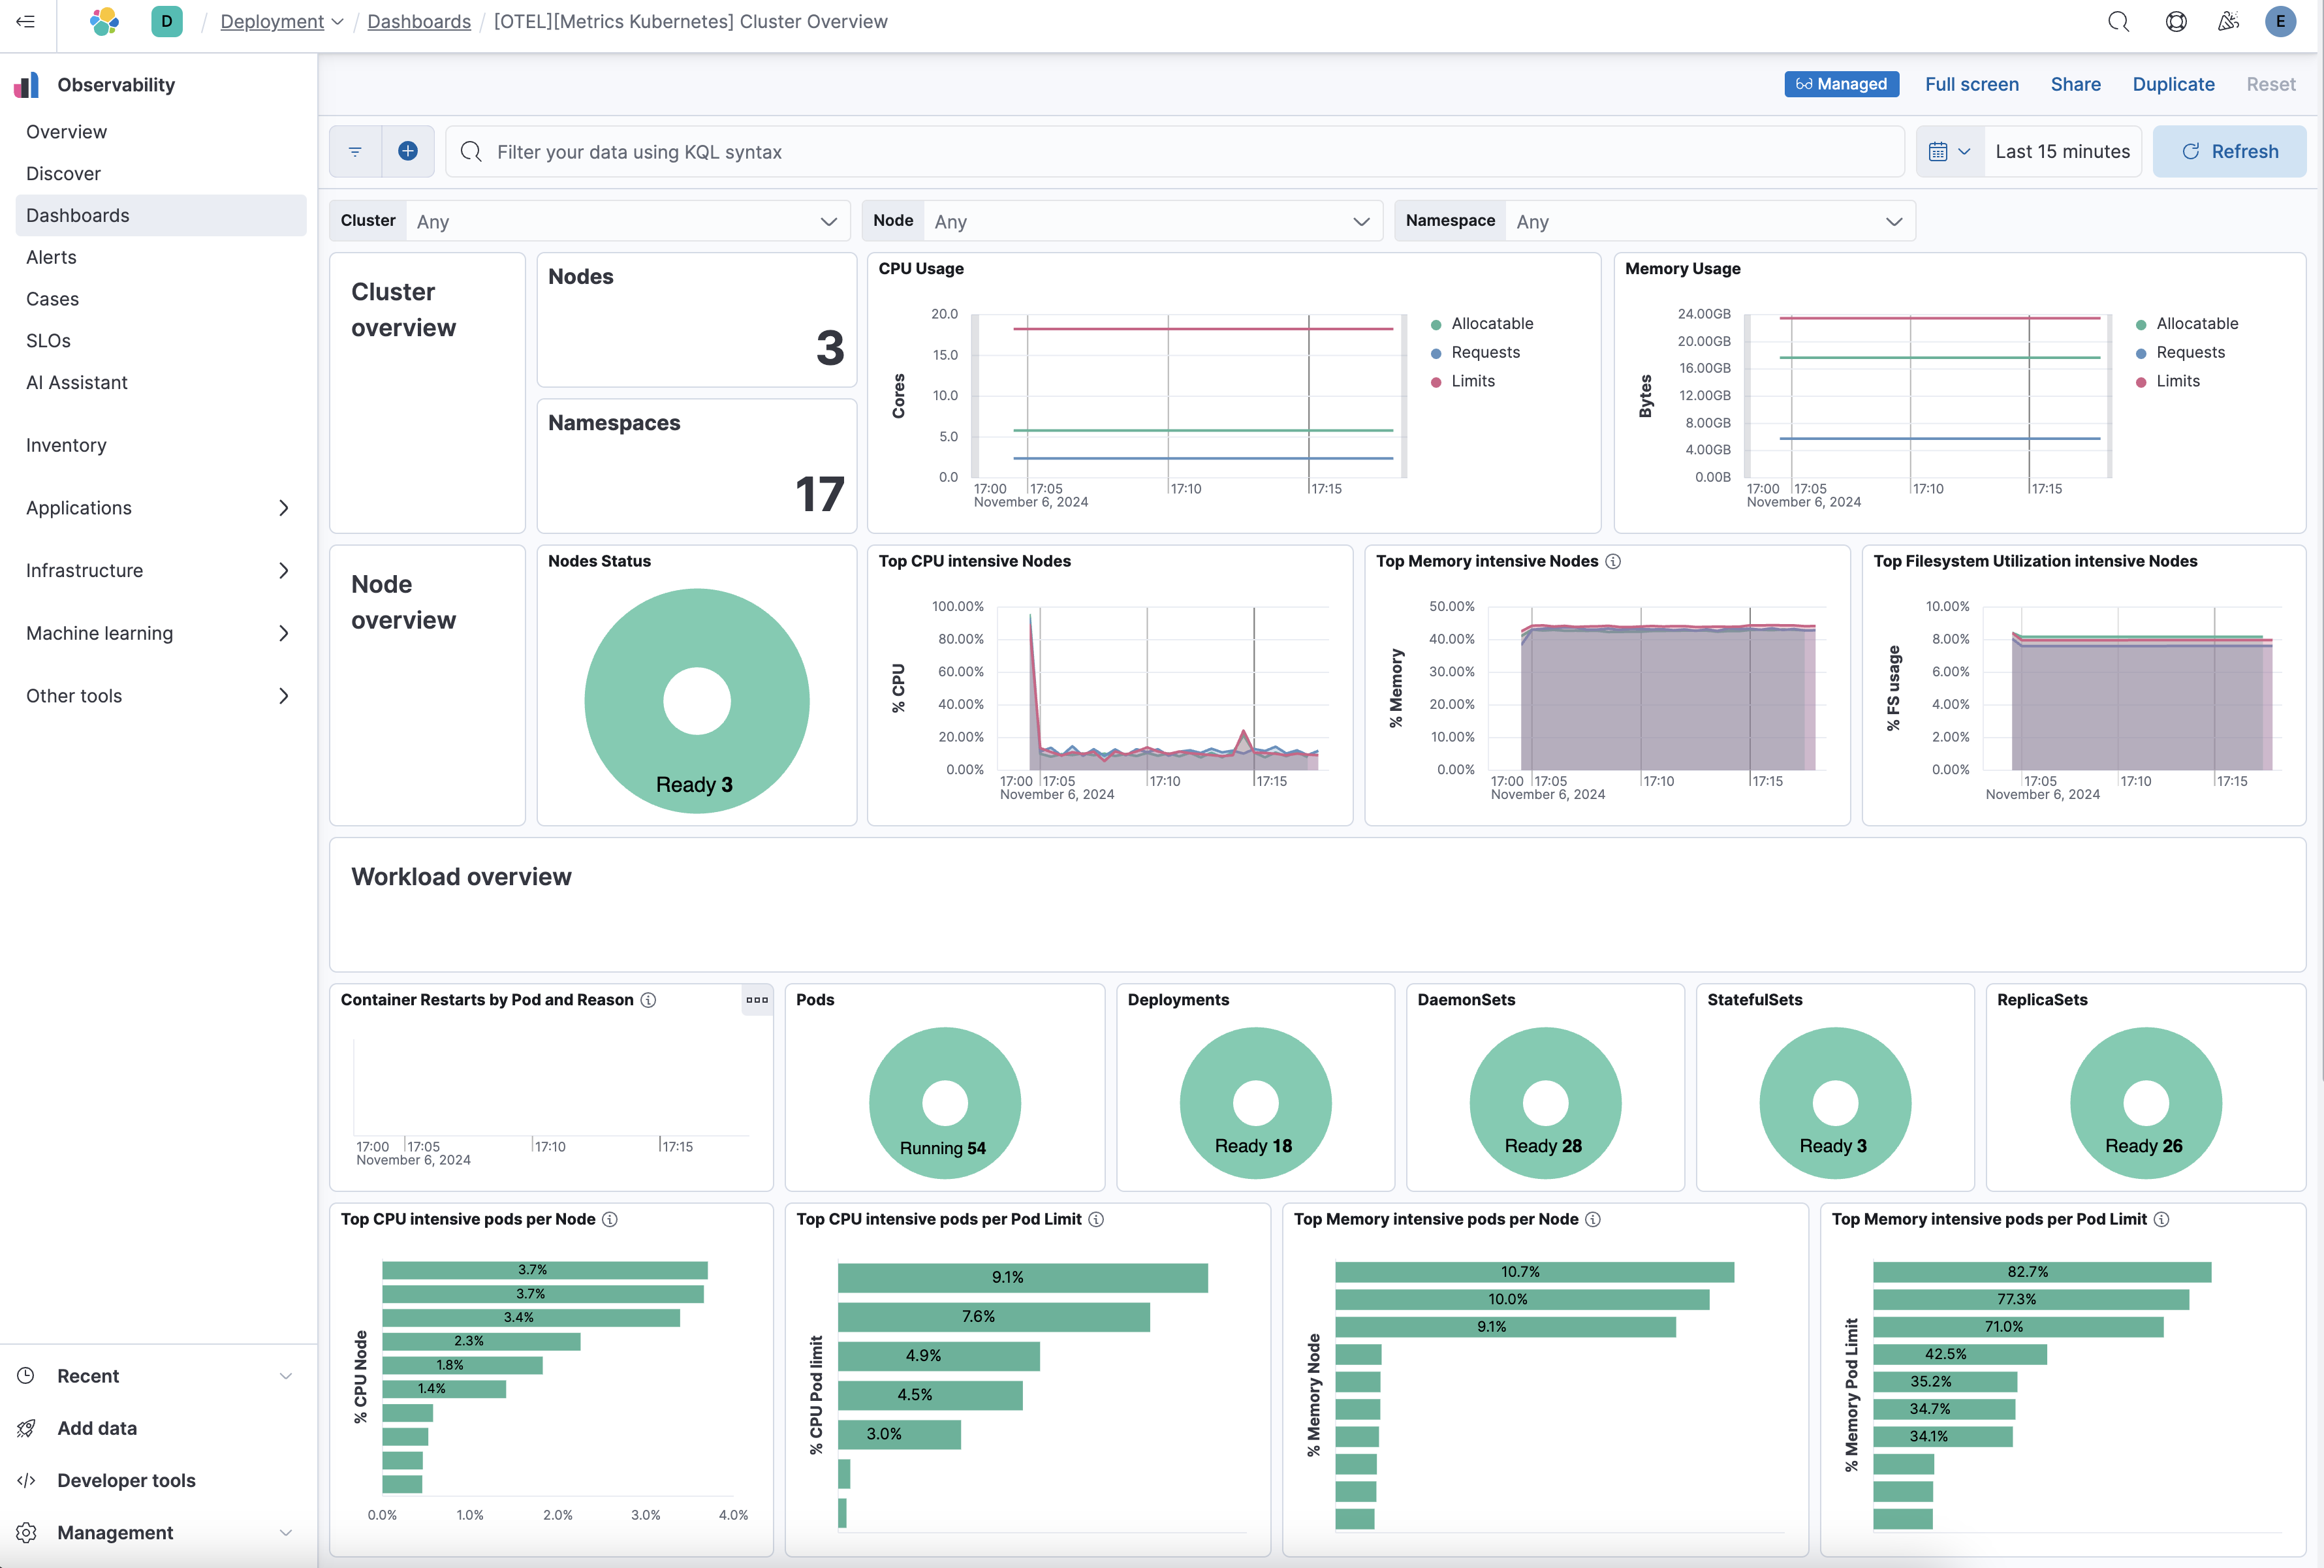 D / Deployment / Dashboards / [OTEL][Metrics Kubernetes] Cluster Overview E
Observability
Overview
Discover
Dashboards
Alerts
Cases
SLOs
AI Assistant
Inventory
Applications
Infrastructure
Machine learning
Other tools
Recent
Add data
Developer tools
Management
Managed Full screen Share Duplicate Reset
Filter your data using KQL syntax Last 15 minutes Refresh
Cluster Any Node Any Namespace Any
Cluster
overview
Nodes
3
Namespaces
17
CPU Usage
Cores
20.0
15.0
10.0
5.0
0.0
17:00 17:05 17:10 17:15
November 6, 2024
Allocatable
Requests
Limits
Memory Usage
Bytes
24.00GB
20.00GB
16.00GB
12.00GB
8.00GB
4.00GB
0.00B
17:00 17:05 17:10 17:15
November 6, 2024
Allocatable
Requests
Limits
Node
overview
Nodes Status
Ready 3
Top CPU intensive Nodes
% CPU
100.00%
80.00%
60.00%
40.00%
20.00%
0.00%
17:00 17:05 17:10 17:15
November 6, 2024
Top Memory intensive Nodes
% Memory
50.00%
40.00%
30.00%
20.00%
10.00%
0.00%
17:00 17:05 17:10 17:15
November 6, 2024
Top Filesystem Utilization intensive Nodes
% FS usage
10.00%
8.00%
6.00%
4.00%
2.00%
0.00%
17:05 17:10 17:15
November 6, 2024
Workload overview
Container Restarts by Pod and Reason
17:00 17:05 17:10 17:15
November 6, 2024
Pods
Running 54
Deployments
Ready 18
DaemonSets
Ready 28
StatefulSets
Ready 3
ReplicaSets
Ready 26
Top CPU intensive pods per Node
% CPU Node
3.7%
3.7%
3.4%
2.3%
1.8%
1.4%
0.0% 1.0% 2.0% 3.0% 4.0%
Top CPU intensive pods per Pod Limit
% CPU Pod limit
9.1%
7.6%
4.9%
4.5%
3.0%
Top Memory intensive pods per Node
% Memory Node
10.7%
10.0%
9.1%
Top Memory intensive pods per Pod Limit
% Memory Pod Limit
82.7%
77.3%
71.0%
42.5%
35.2%
34.7%
34.1%